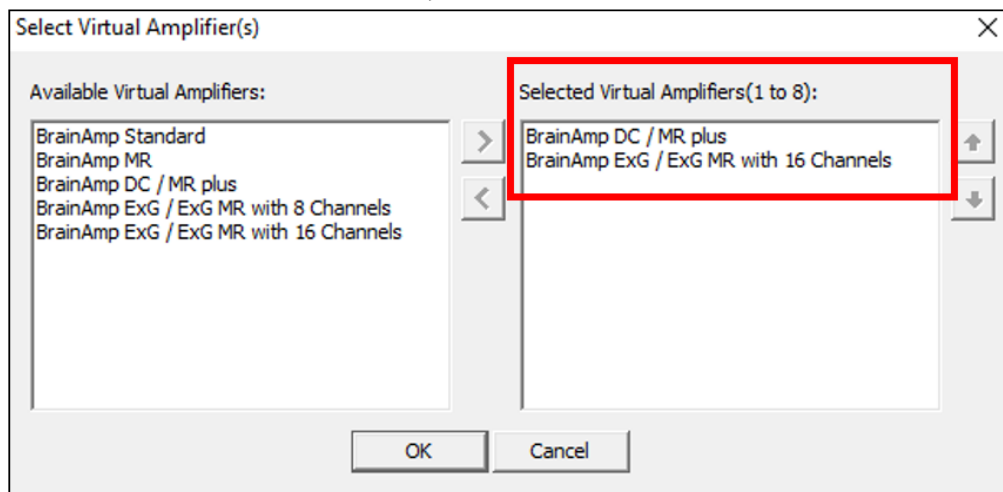 Select Virtual Amplifier(s)
Available Virtual Amplifiers:
BrainAmp Standard
BrainAmp MR
BrainAmp DC / MR plus
BrainAmp ExG / ExG MR with 8 Channels
BrainAmp ExG / ExG MR with 16 Channels
Selected Virtual Amplifiers(1 to 8):
BrainAmp DC / MR plus
BrainAmp ExG / ExG MR with 16 Channels
OK
Cancel